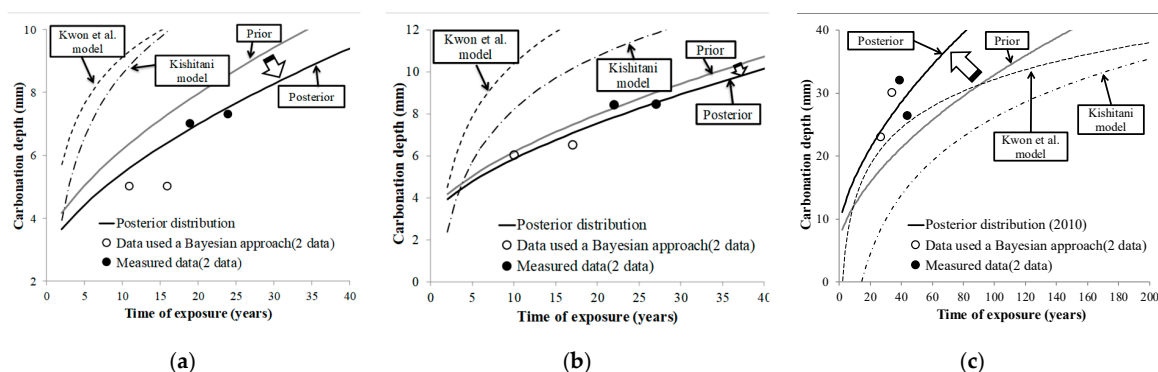 (a)
10
8
6
4
2
0
5
10
15
20
25
30
35
40
Carbonation depth (mm)
Time of exposure (years)
Kwon et al.
model
Kishitani
model
Prior
Posterior
Posterior distribution
Data used a Bayesian approach(2 data)
Measured data(2 data)
(a)
(b)
12
10
8
6
4
2
0
0
5
10
15
20
25
30
35
40
Carbonation depth (mm)
Time of exposure (years)
Kwon et al.
model
Kishitani
model
Prior
Posterior
Posterior distribution
Data used a Bayesian approach(2 data)
Measured data(2 data)
(b)
(c)
40
30
20
10
0
0
20
40
60
80
100
120
140
160
180
200
Carbonation depth (mm)
Time of exposure (years)
Posterior
Prior
Kwon et al.
model
Kishitani
model
Posterior distribution (2010)
Data used a Bayesian approach(2 data)
Measured data(2 data)
(c)